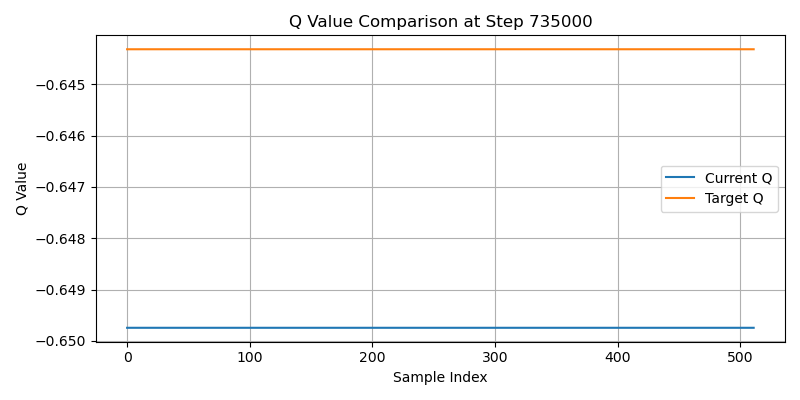 Q Value Comparison at Step 735000
−0.645
−0.646
−0.647
−0.648
−0.649
−0.650
Q Value
Current Q
Target Q
0 100 200 300 400 500
Sample Index